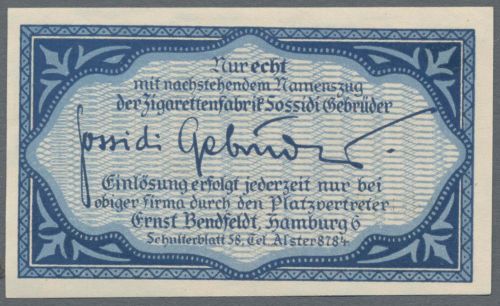 Nur echt
mit nachstehendem Namenszug
der Zigarettenfabrik Sossidi Gebrüder
Sossidi Gebrüder.
Einlösung erfolgt jederzeit nur bei
obiger Firma durch den Platzvertreter
Ernst Bendfeldt, Hamburg 6
Schulterblatt 58. Tel. Alster 8784